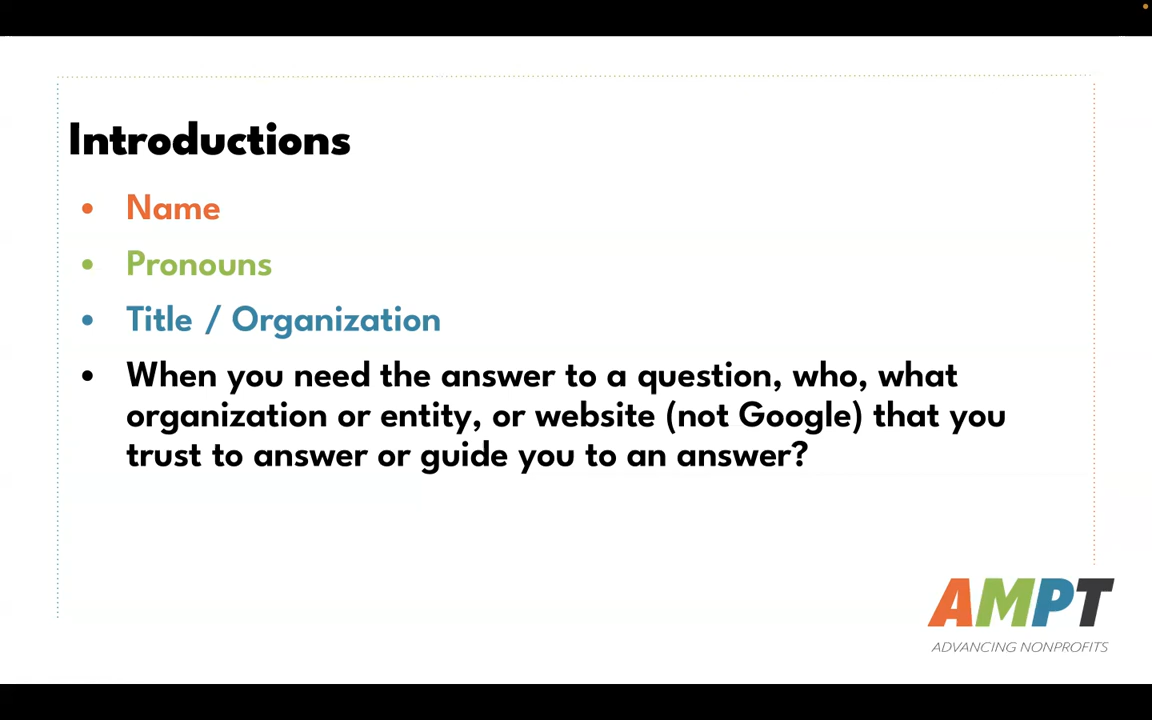 Introductions
• Name
• Pronouns
• Title / Organization
• When you need the answer to a question, who, what
organization or entity, or website (not Google) that you
trust to answer or guide you to an answer?
AMPT
ADVANCING NONPROFITS